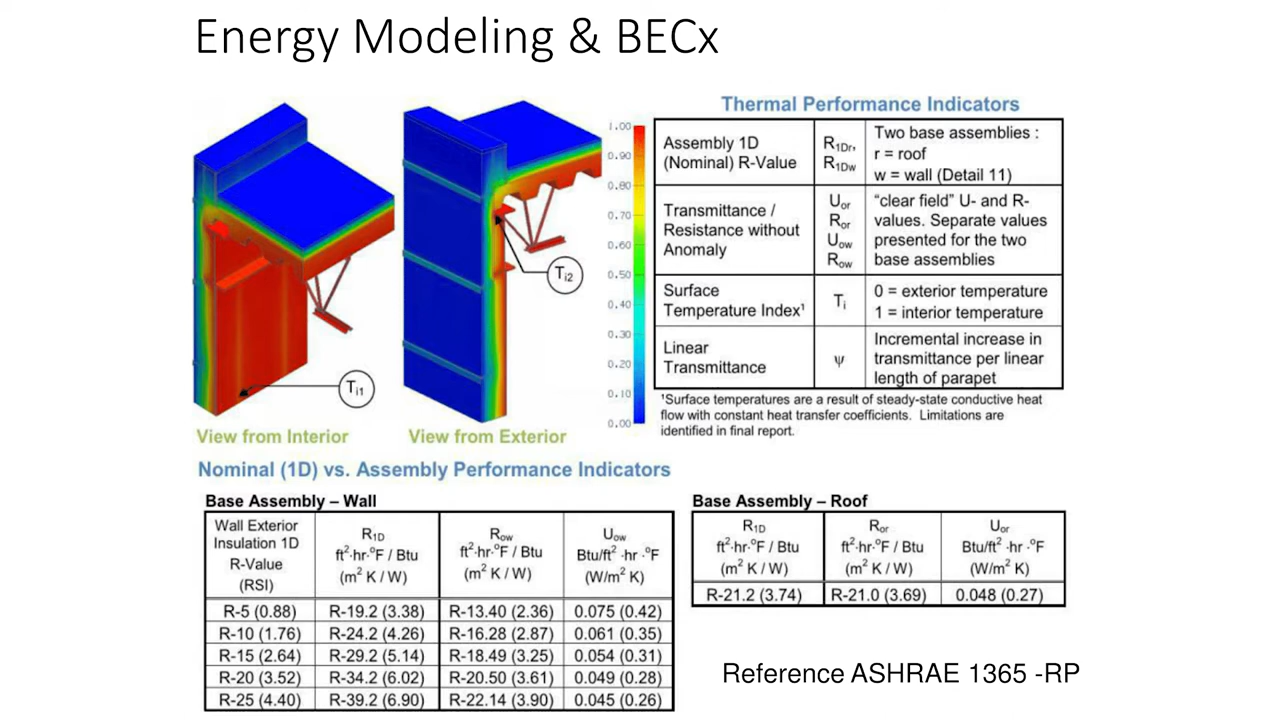 Energy Modeling & BECx
1.00
0.90
0.80
0.70
0.60
0.50
0.40
0.30
0.20
0.10
0.00
Ti2
Ti1
View from Interior
View from Exterior
Thermal Performance Indicators
Assembly 1D
(Nominal) R-Value
R1Dr,
R1Dw
Two base assemblies :
r = roof
w = wall (Detail 11)
Transmittance /
Resistance without
Anomaly
Uor
Ror
Uow
Row
“clear field” U- and R-
values. Separate values
presented for the two
base assemblies
Surface
Temperature Index¹
Ti
0 = exterior temperature
1 = interior temperature
Linear
Transmittance
ψ
Incremental increase in
transmittance per linear
length of parapet
¹Surface temperatures are a result of steady-state conductive heat
flow with constant heat transfer coefficients. Limitations are
identified in final report.
Nominal (1D) vs. Assembly Performance Indicators
Base Assembly – Wall
Wall Exterior
Insulation 1D
R-Value
(RSI)
R1D
ft²·hr·°F / Btu
(m² K / W)
Row
ft²·hr·°F / Btu
(m² K / W)
Uow
Btu/ft² ·hr ·°F
(W/m² K)
R-5 (0.88) R-19.2 (3.38) R-13.40 (2.36) 0.075 (0.42)
R-10 (1.76) R-24.2 (4.26) R-16.28 (2.87) 0.061 (0.35)
R-15 (2.64) R-29.2 (5.14) R-18.49 (3.25) 0.054 (0.31)
R-20 (3.52) R-34.2 (6.02) R-20.50 (3.61) 0.049 (0.28)
R-25 (4.40) R-39.2 (6.90) R-22.14 (3.90) 0.045 (0.26)
Base Assembly – Roof
R1D
ft²·hr·°F / Btu
(m² K / W)
Ror
ft²·hr·°F / Btu
(m² K / W)
Uor
Btu/ft² ·hr ·°F
(W/m² K)
R-21.2 (3.74) R-21.0 (3.69) 0.048 (0.27)
Reference ASHRAE 1365 -RP